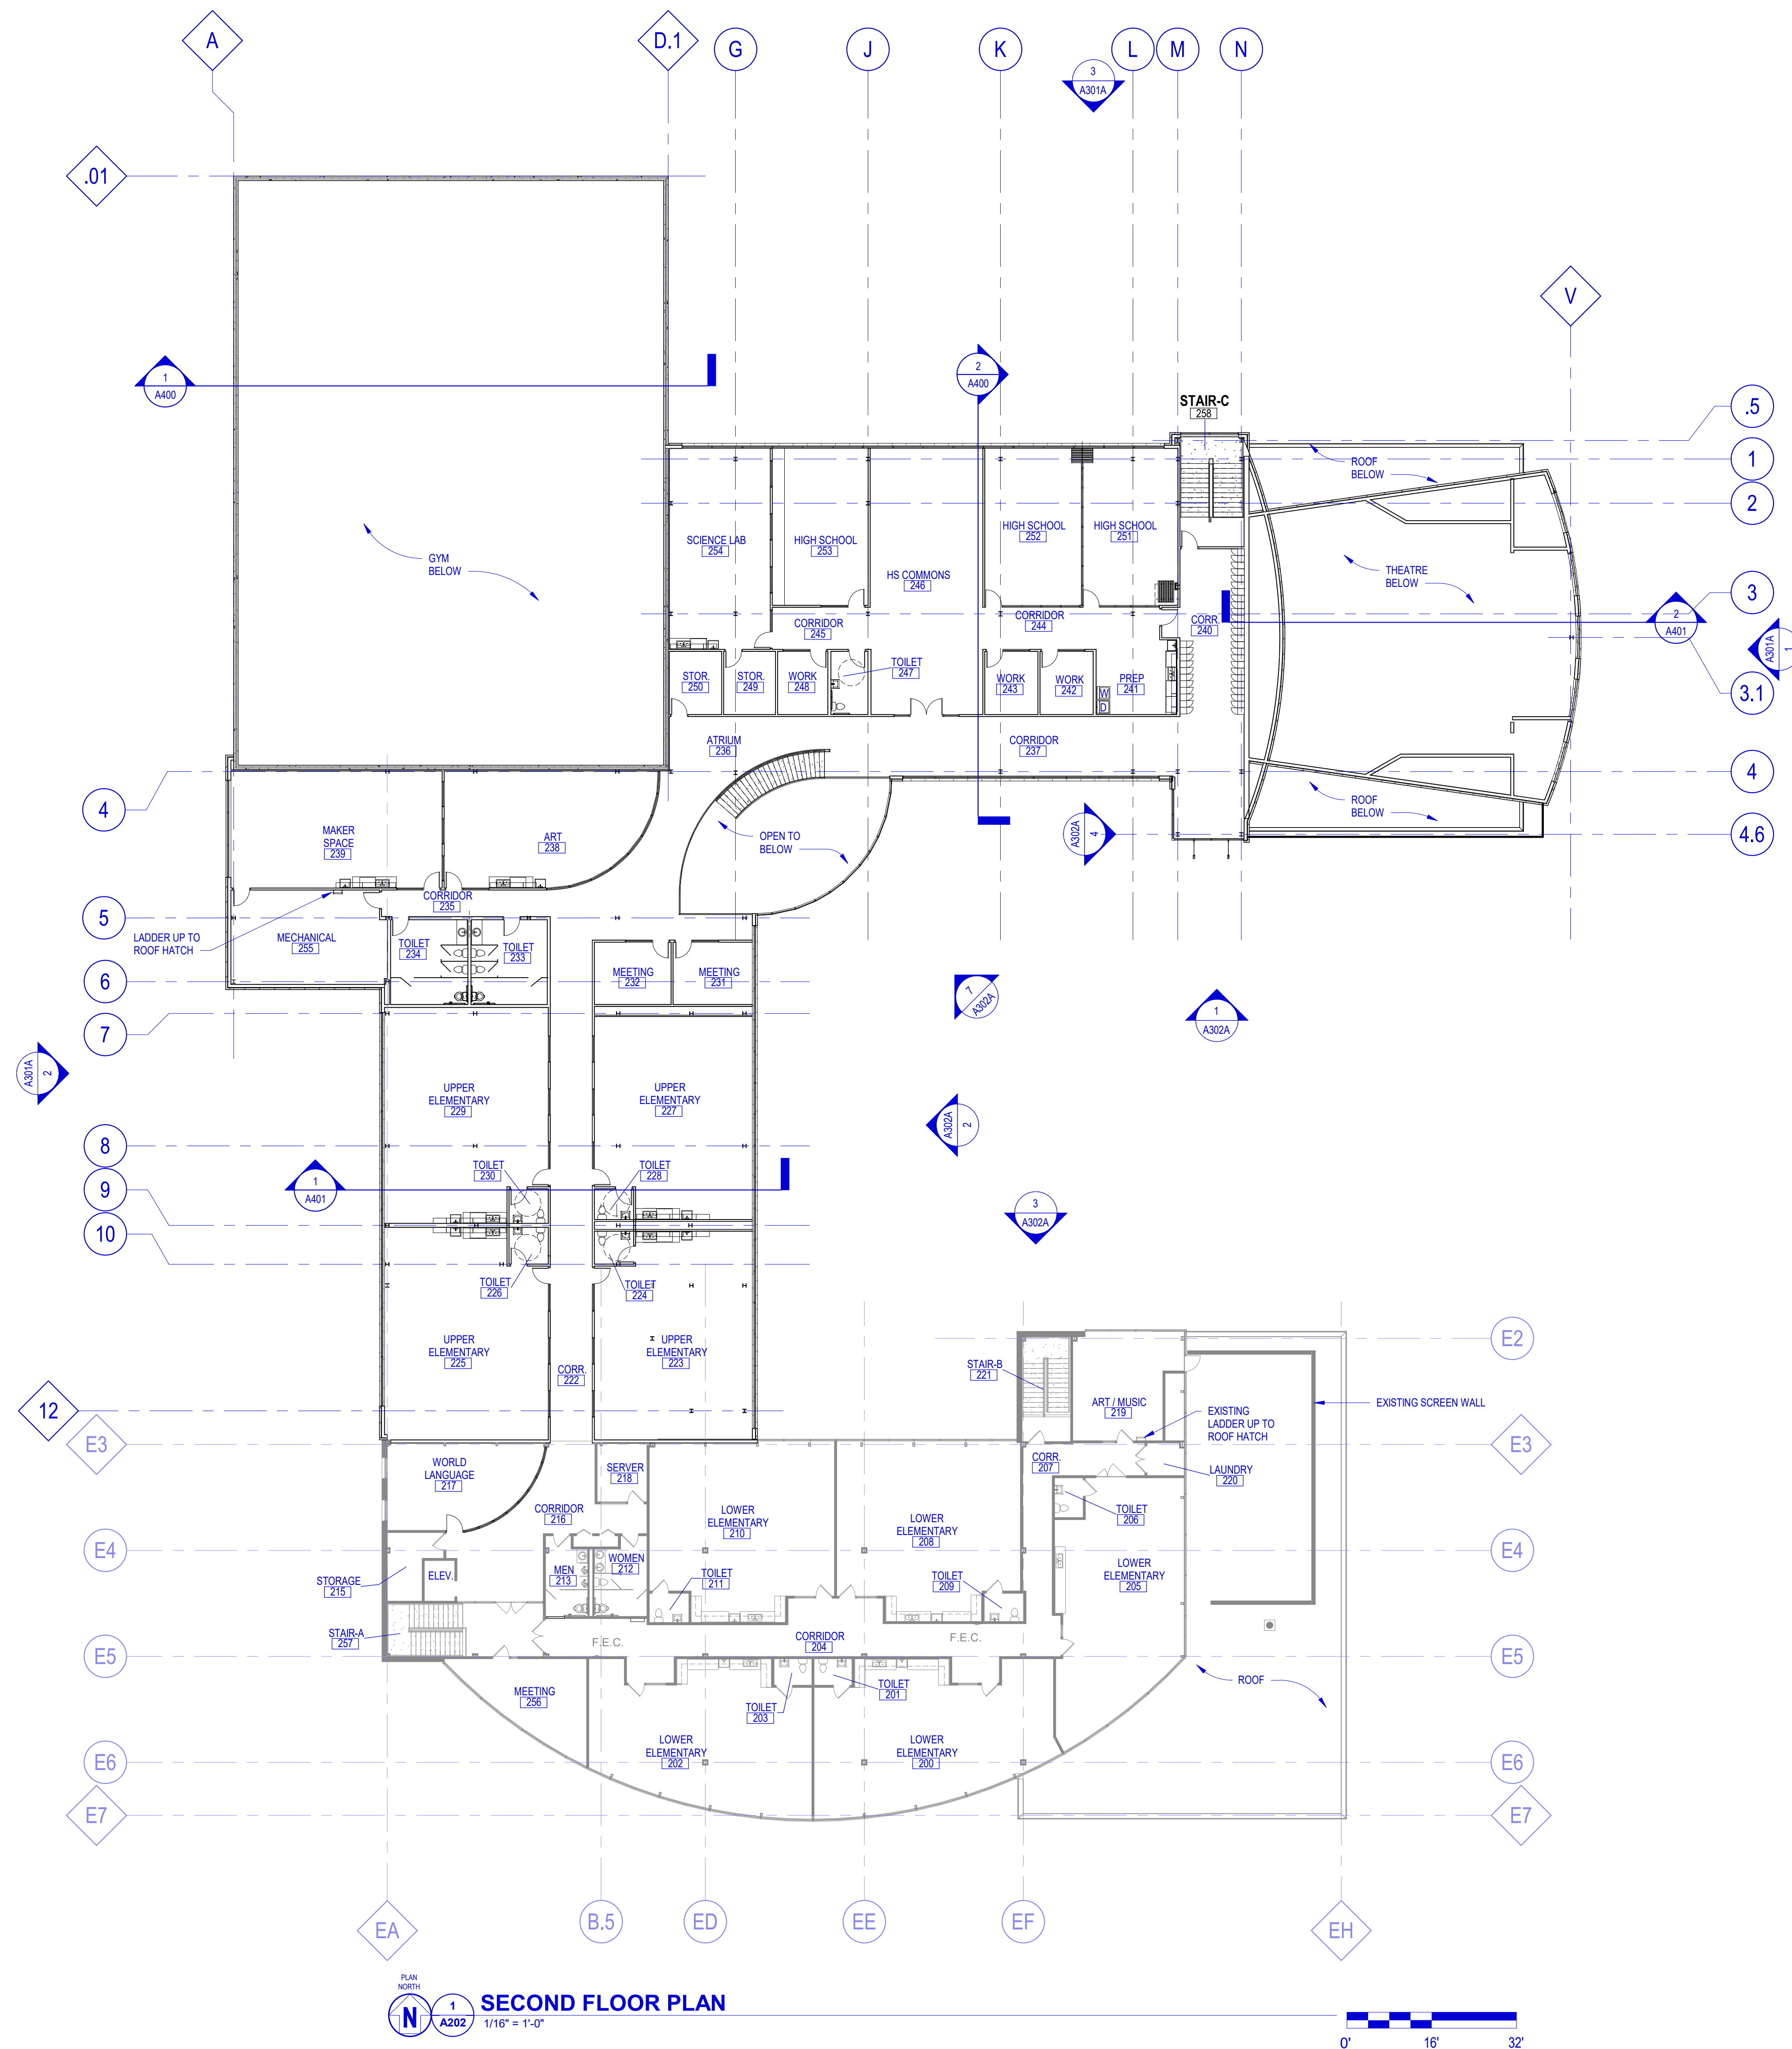 A
D.1
G
J
K
L
M
N
3
A301A
.01
V
1
A400
2
A400
STAIR-C
258
.5
ROOF
BELOW
1
2
SCIENCE LAB
254
HIGH SCHOOL
253
HIGH SCHOOL
252
HIGH SCHOOL
251
GYM
BELOW
HS COMMONS
246
THEATRE
BELOW
3
CORRIDOR
245
CORRIDOR
244
CORR.
240
2
A401
1
A301A
TOILET
247
STOR.
250
STOR.
249
WORK
248
WORK
243
WORK
242
PREP
241
W
D
3.1
ATRIUM
236
CORRIDOR
237
4
4
ROOF
BELOW
MAKER
SPACE
239
ART
238
OPEN TO
BELOW
4
A302A
4.6
CORRIDOR
235
5
LADDER UP TO
ROOF HATCH
MECHANICAL
255
TOILET
234
TOILET
233
6
MEETING
232
MEETING
231
7
A302A
1
A302A
7
2
A301A
UPPER
ELEMENTARY
229
UPPER
ELEMENTARY
227
2
A302A
8
TOILET
230
TOILET
228
9
1
A401
3
A302A
10
TOILET
226
TOILET
224
UPPER
ELEMENTARY
225
UPPER
ELEMENTARY
223
CORR.
222
E2
STAIR-B
221
ART / MUSIC
219
EXISTING SCREEN WALL
12
EXISTING
LADDER UP TO
ROOF HATCH
E3
E3
WORLD
LANGUAGE
217
SERVER
218
CORR.
207
LAUNDRY
220
CORRIDOR
216
LOWER
ELEMENTARY
210
LOWER
ELEMENTARY
208
TOILET
206
E4
E4
MEN
213
WOMEN
212
LOWER
ELEMENTARY
205
STORAGE
215
ELEV.
TOILET
211
TOILET
209
STAIR-A
257
F.E.C.
CORRIDOR
204
F.E.C.
E5
E5
MEETING
256
TOILET
203
TOILET
201
ROOF
LOWER
ELEMENTARY
202
LOWER
ELEMENTARY
200
E6
E6
E7
E7
EA
B.5
ED
EE
EF
EH
PLAN
NORTH
N
1
A202
SECOND FLOOR PLAN
1/16" = 1'-0"
0'
16'
32'